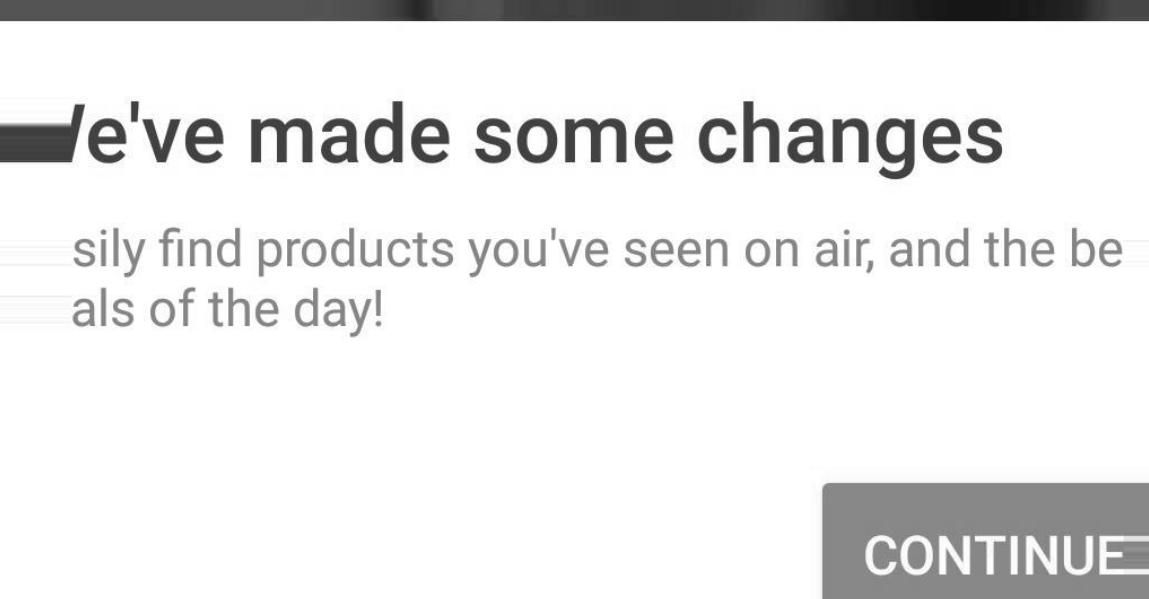 We've made some changes
sily find products you've seen on air, and the be
als of the day!
CONTINUE